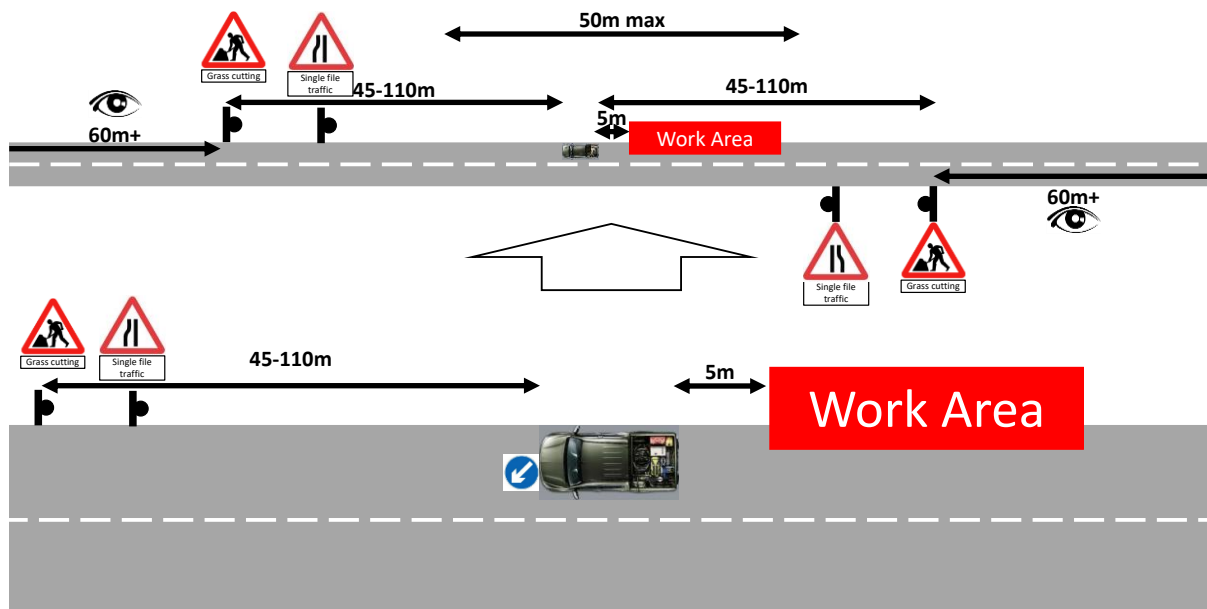 50m max
Grass cutting
Single file
traffic
45-110m
45-110m
60m+
5m
Work Area
60m+
Single file
traffic
Grass cutting
Grass cutting
Single file
traffic
45-110m
5m
Work Area